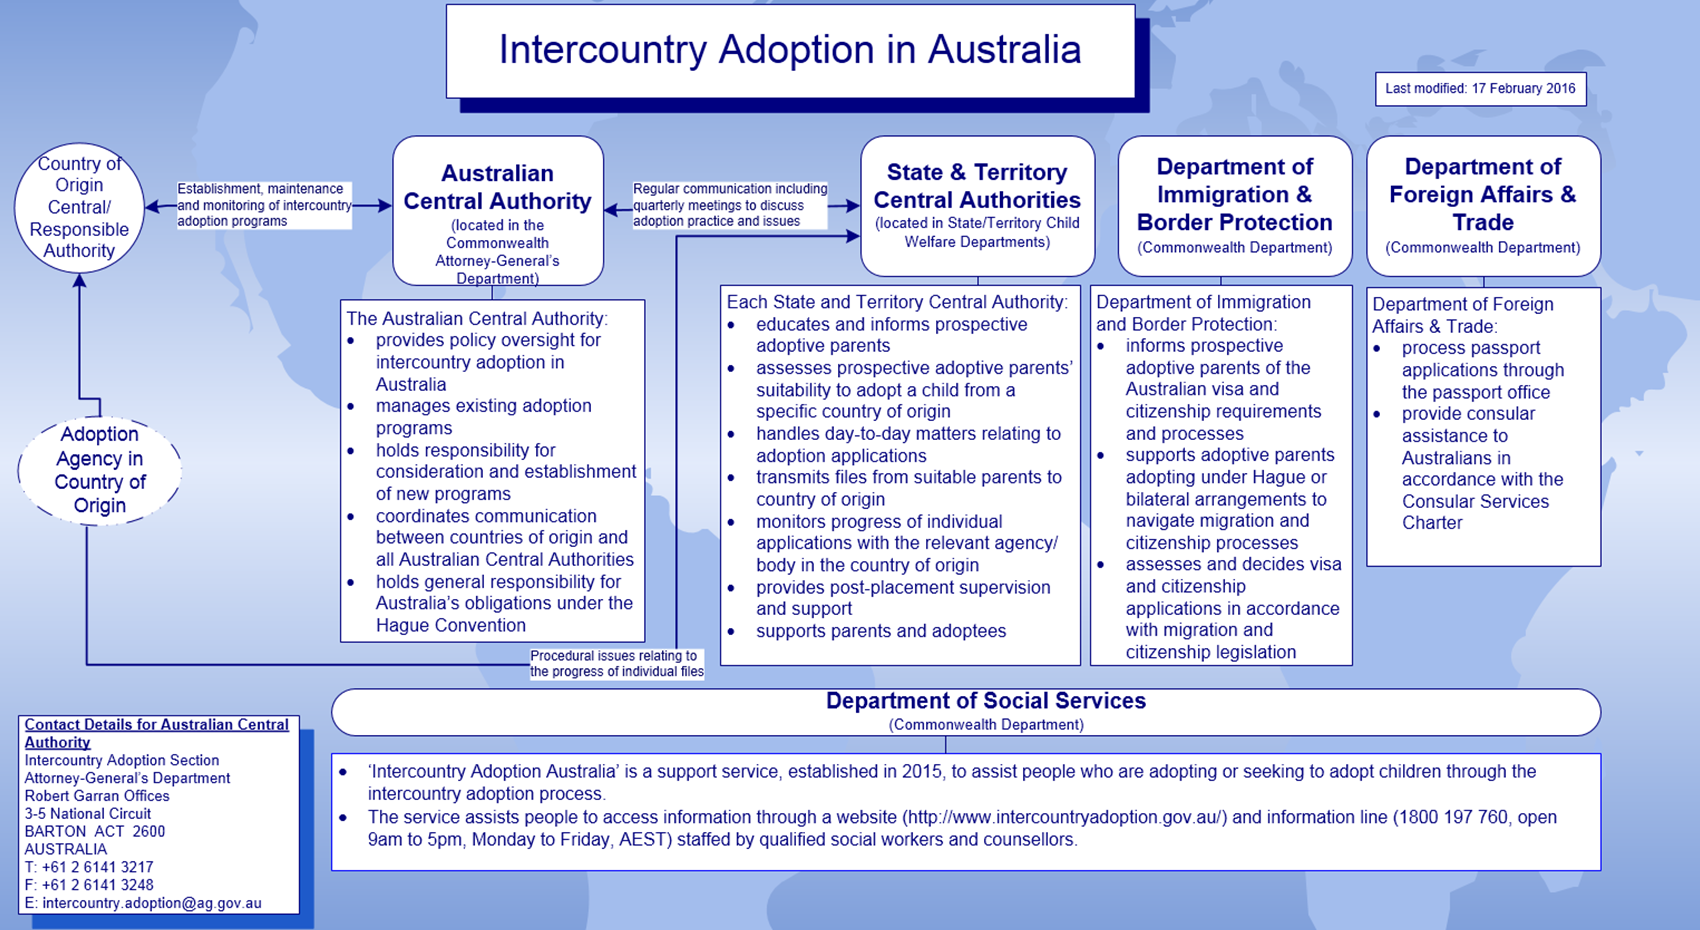 Intercountry Adoption in Australia
Last modified: 17 February 2016
Country of
Origin
Central/
Responsible
Authority
Establishment, maintenance
and monitoring of intercountry
adoption programs
Australian
Central Authority
(located in the
Commonwealth
Attorney-General’s
Department)
Regular communication including
quarterly meetings to discuss
adoption practice and issues
State & Territory
Central Authorities
(located in State/Territory Child
Welfare Departments)
Department of
Immigration &
Border Protection
(Commonwealth Department)
Department of
Foreign Affairs &
Trade
(Commonwealth Department)
Adoption
Agency in
Country of
Origin
The Australian Central Authority:
• provides policy oversight for
intercountry adoption in
Australia
• manages existing adoption
programs
• holds responsibility for
consideration and establishment
of new programs
• coordinates communication
between countries of origin and
all Australian Central Authorities
• holds general responsibility for
Australia’s obligations under the
Hague Convention
Each State and Territory Central Authority:
• educates and informs prospective
adoptive parents
• assesses prospective adoptive parents’
suitability to adopt a child from a
specific country of origin
• handles day-to-day matters relating to
adoption applications
• transmits files from suitable parents to
country of origin
• monitors progress of individual
applications with the relevant agency/
body in the country of origin
• provides post-placement supervision
and support
• supports parents and adoptees
Department of Immigration
and Border Protection:
• informs prospective
adoptive parents of the
Australian visa and
citizenship requirements
and processes
• supports adoptive parents
adopting under Hague or
bilateral arrangements to
navigate migration and
citizenship processes
• assesses and decides visa
and citizenship
applications in accordance
with migration and
citizenship legislation
Department of Foreign
Affairs & Trade:
• process passport
applications through
the passport office
• provide consular
assistance to
Australians in
accordance with the
Consular Services
Charter
Procedural issues relating to
the progress of individual files
Department of Social Services
(Commonwealth Department)
• ‘Intercountry Adoption Australia’ is a support service, established in 2015, to assist people who are adopting or seeking to adopt children through the
intercountry adoption process.
• The service assists people to access information through a website (http://www.intercountryadoption.gov.au/) and information line (1800 197 760, open
9am to 5pm, Monday to Friday, AEST) staffed by qualified social workers and counsellors.
Contact Details for Australian Central
Authority
Intercountry Adoption Section
Attorney-General’s Department
Robert Garran Offices
3-5 National Circuit
BARTON ACT 2600
AUSTRALIA
T: +61 2 6141 3217
F: +61 2 6141 3248
E: intercountry.adoption@ag.gov.au